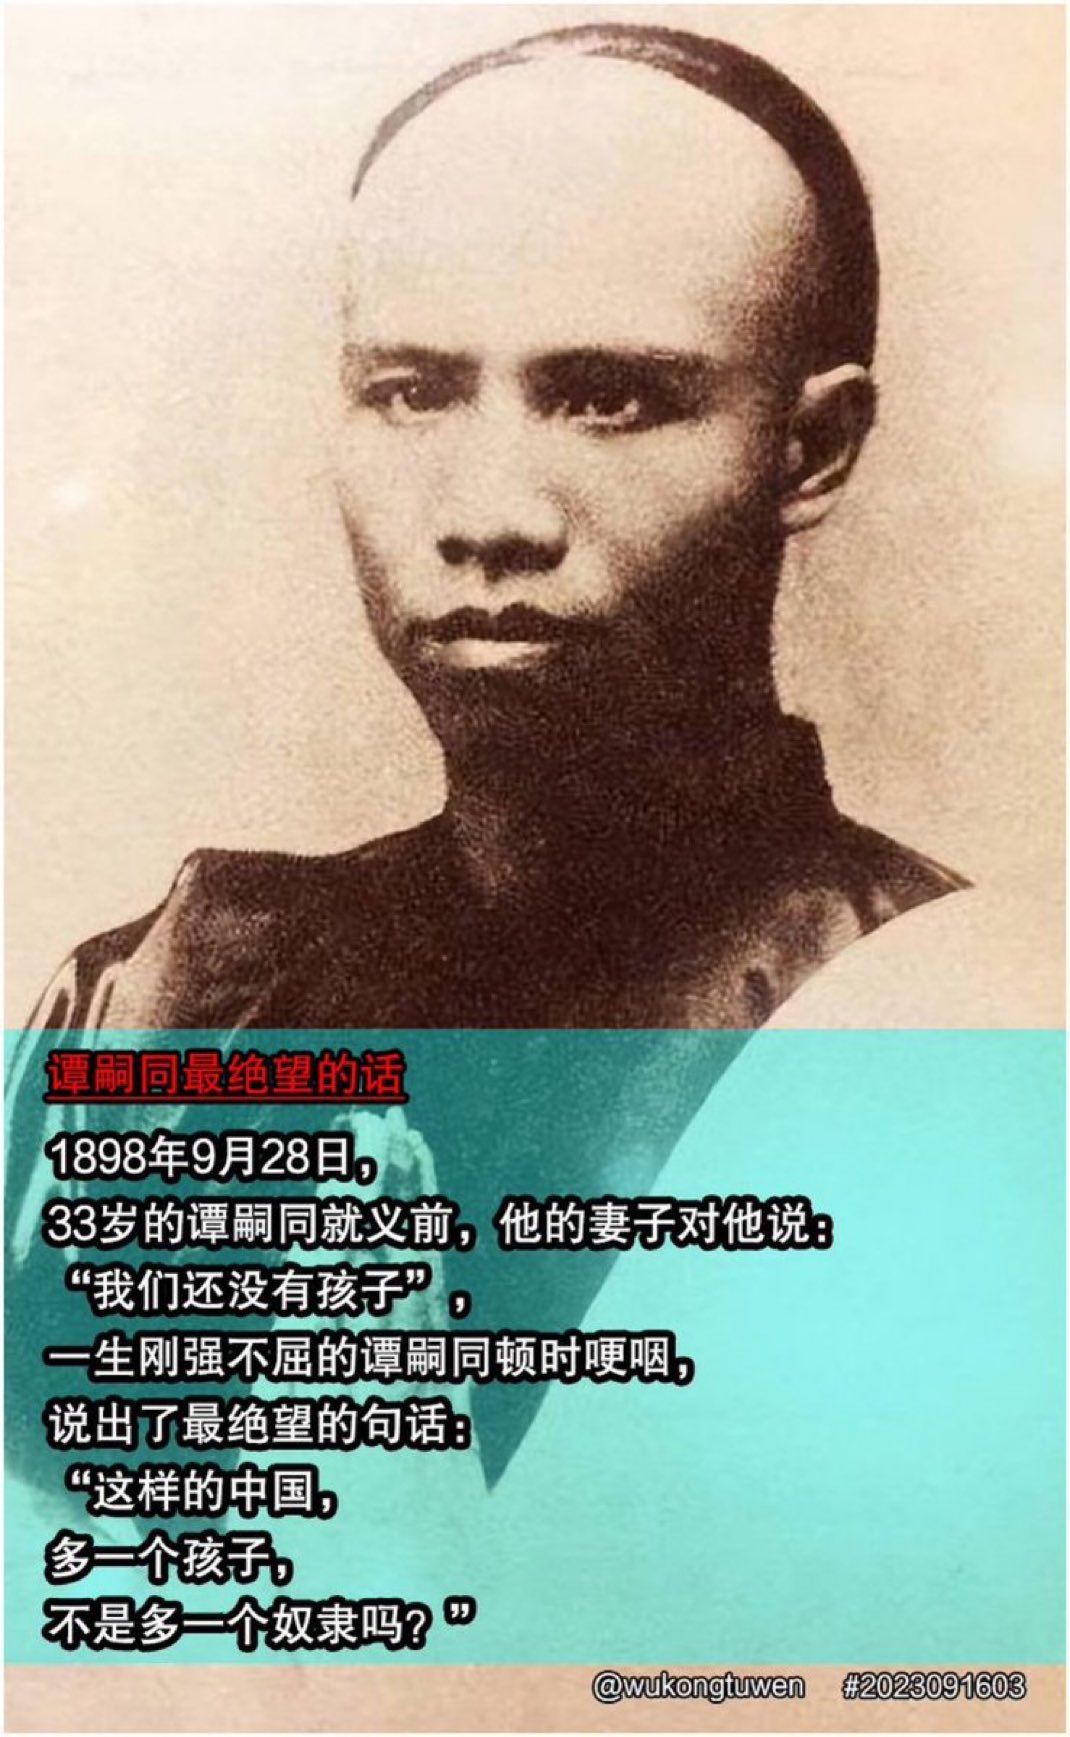 谭嗣同最绝望的话
1898年9月28日，
33岁的谭嗣同就义前，他的妻子对他说：
“我们还没有孩子”，
一生刚强不屈的谭嗣同顿时哽咽，
说出了最绝望的句话：
“这样的中国，
多一个孩子，
不是多一个奴隶吗？”
@wukongtuwen #2023091603